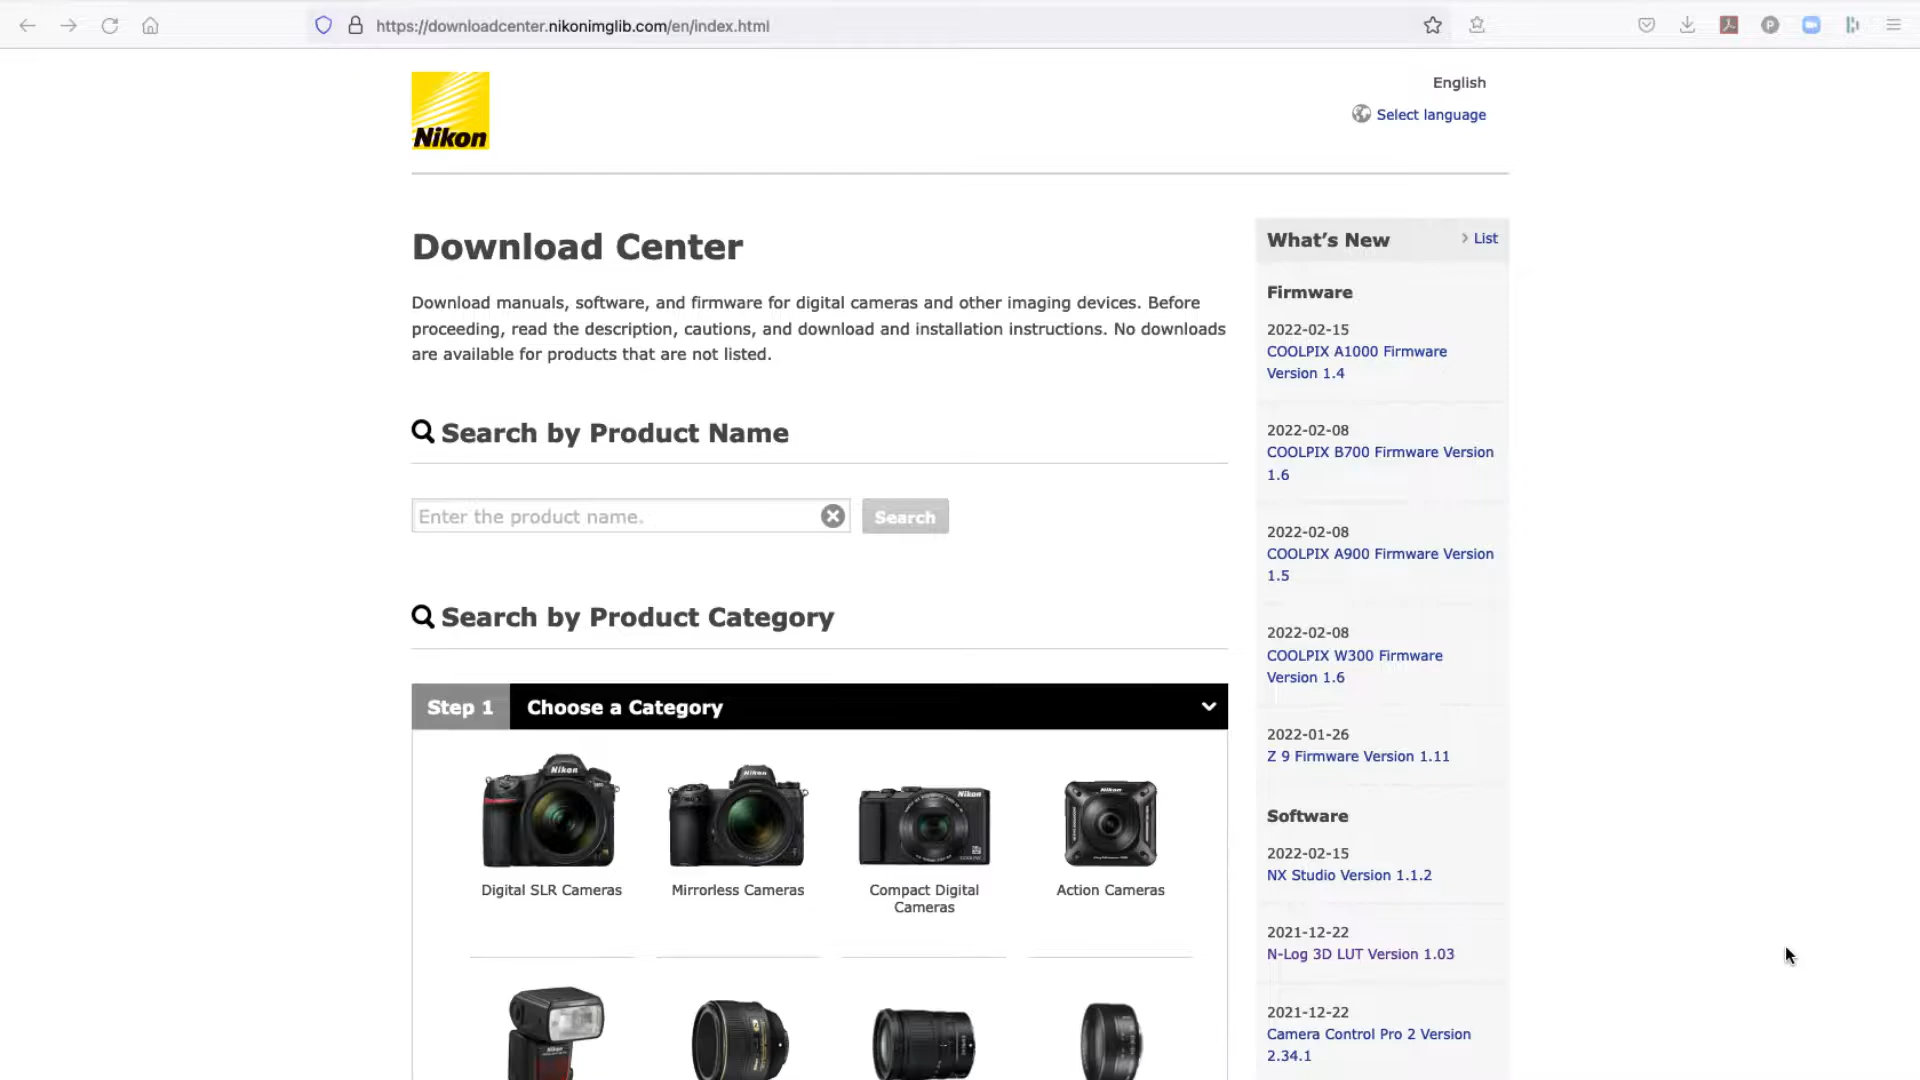 https://downloadcenter.nikonimglib.com/en/index.html
Nikon
English
Select language
Download Center
Download manuals, software, and firmware for digital cameras and other imaging devices. Before
proceeding, read the description, cautions, and download and installation instructions. No downloads
are available for products that are not listed.
Search by Product Name
Enter the product name.
Search
Search by Product Category
Step 1 Choose a Category
Nikon
Nikon
Nikon
Nikon
Digital SLR Cameras
Mirrorless Cameras
Compact Digital
Cameras
Action Cameras
Nikon
What's New
List
Firmware
2022-02-15
COOLPIX A1000 Firmware
Version 1.4
2022-02-08
COOLPIX B700 Firmware Version
1.6
2022-02-08
COOLPIX A900 Firmware Version
1.5
2022-02-08
COOLPIX W300 Firmware
Version 1.6
2022-01-26
Z 9 Firmware Version 1.11
Software
2022-02-15
NX Studio Version 1.1.2
2021-12-22
N-Log 3D LUT Version 1.03
2021-12-22
Camera Control Pro 2 Version
2.34.1